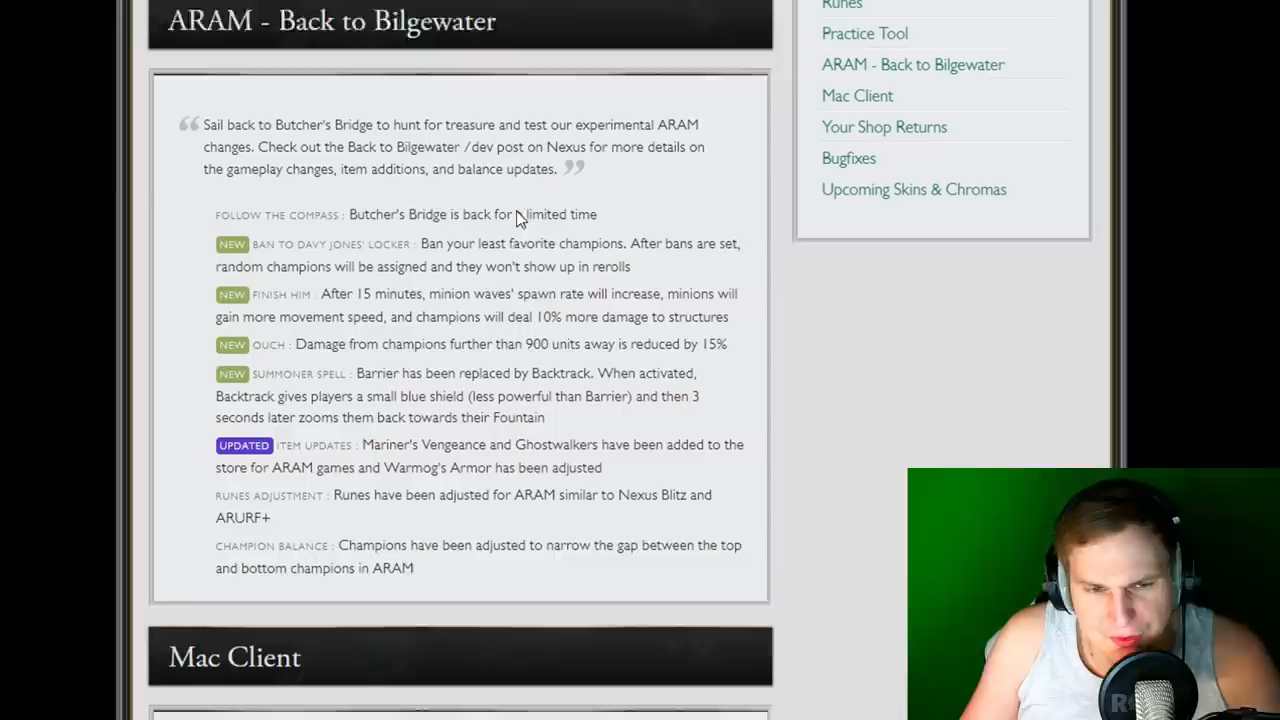 ARAM - Back to Bilgewater
Runes
Practice Tool
ARAM - Back to Bilgewater
Mac Client
Your Shop Returns
Bugfixes
Upcoming Skins & Chromas
“ Sail back to Butcher's Bridge to hunt for treasure and test our experimental ARAM
changes. Check out the Back to Bilgewater /dev post on Nexus for more details on
the gameplay changes, item additions, and balance updates. ”
FOLLOW THE COMPASS : Butcher's Bridge is back for limited time
NEW BAN TO DAVY JONES' LOCKER : Ban your least favorite champions. After bans are set,
random champions will be assigned and they won't show up in rerolls
NEW FINISH HIM : After 15 minutes, minion waves' spawn rate will increase, minions will
gain more movement speed, and champions will deal 10% more damage to structures
NEW OUCH : Damage from champions further than 900 units away is reduced by 15%
NEW SUMMONER SPELL : Barrier has been replaced by Backtrack. When activated,
Backtrack gives players a small blue shield (less powerful than Barrier) and then 3
seconds later zooms them back towards their Fountain
UPDATED ITEM UPDATES : Mariner's Vengeance and Ghostwalkers have been added to the
store for ARAM games and Warmog's Armor has been adjusted
RUNES ADJUSTMENT : Runes have been adjusted for ARAM similar to Nexus Blitz and
ARURF+
CHAMPION BALANCE : Champions have been adjusted to narrow the gap between the top
and bottom champions in ARAM
Mac Client